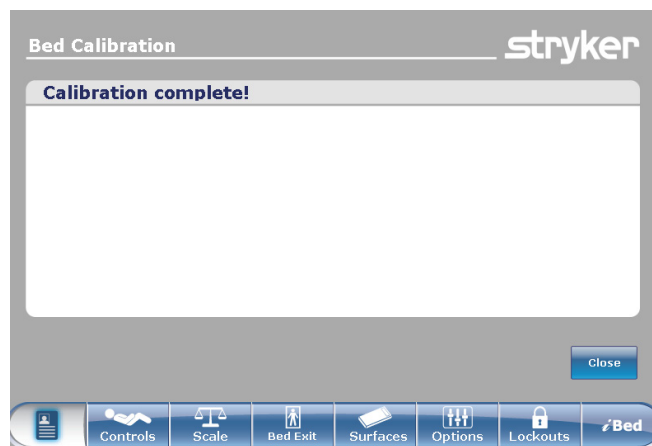 Bed Calibration
stryker
Calibration complete!
Close
Controls
Scale
Bed Exit
Surfaces
Options
Lockouts
iBed